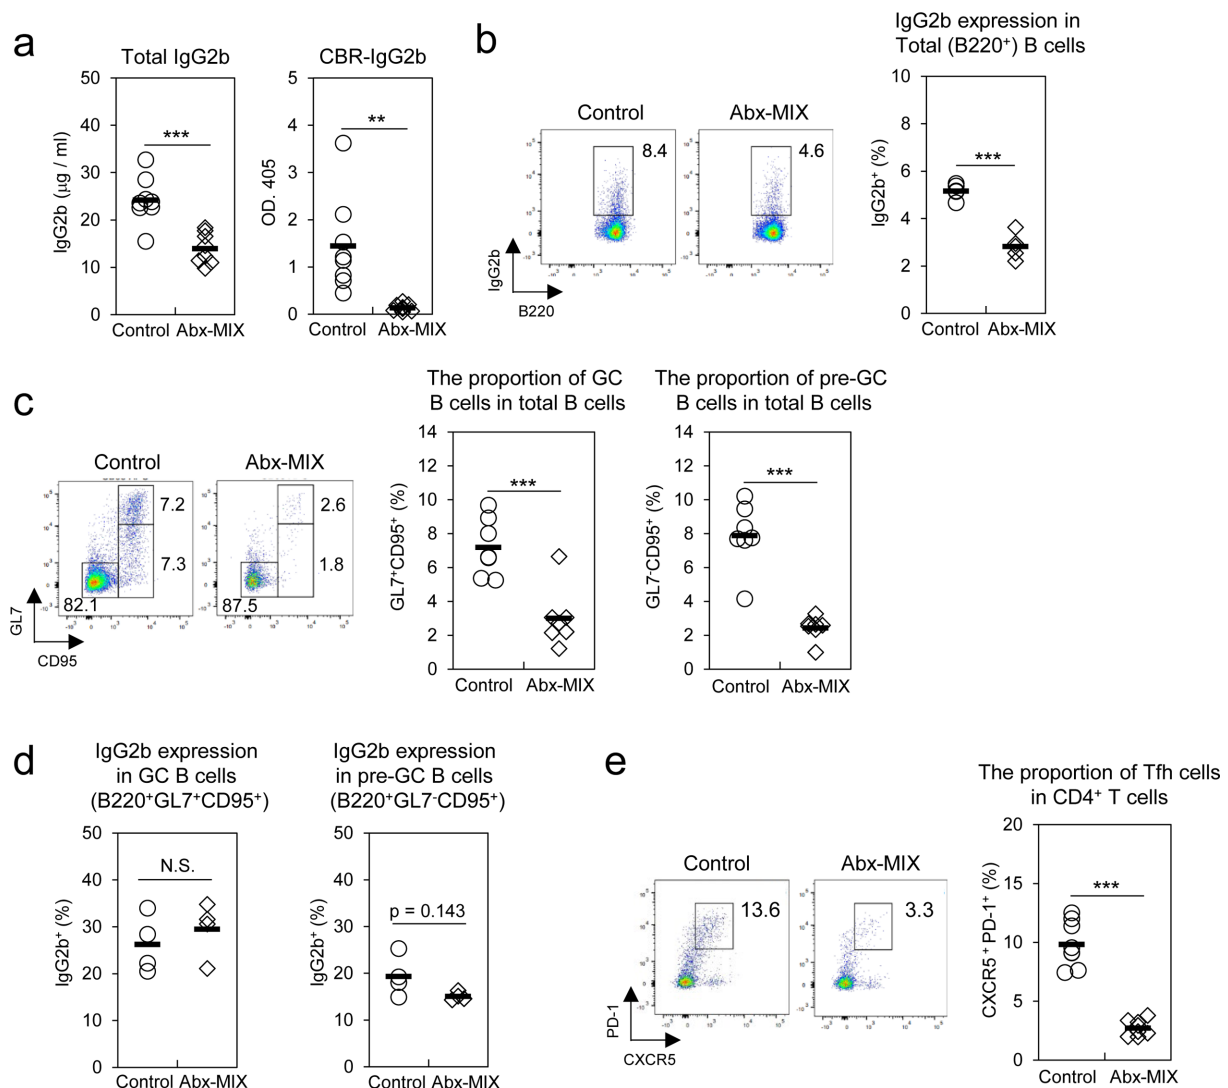 a
Total IgG2b
IgG2b (μg / ml)
50
40
30
20
10
0
***
Control Abx-MIX
CBR-IgG2b
OD. 405
5
4
3
2
1
0
**
Control Abx-MIX
b
Control
8.4
Abx-MIX
4.6
IgG2b
B220
IgG2b expression in
Total (B220⁺) B cells
IgG2b⁺ (%)
10
8
6
4
2
0
***
Control Abx-MIX
c
Control
7.2
7.3
82.1
Abx-MIX
2.6
1.8
87.5
GL7
CD95
The proportion of GC
B cells in total B cells
GL7⁺CD95⁺ (%)
14
12
10
8
6
4
2
0
***
Control Abx-MIX
The proportion of pre-GC
B cells in total B cells
GL7⁻CD95⁺ (%)
14
12
10
8
6
4
2
0
***
Control Abx-MIX
d
IgG2b expression
in GC B cells
(B220⁺GL7⁺CD95⁺)
IgG2b⁺ (%)
50
40
30
20
10
0
N.S.
Control Abx-MIX
IgG2b expression
in pre-GC B cells
(B220⁺GL7⁻CD95⁺)
IgG2b⁺ (%)
50
40
30
20
10
0
p = 0.143
Control Abx-MIX
e
Control
13.6
Abx-MIX
3.3
PD-1
CXCR5
The proportion of Tfh cells
in CD4⁺ T cells
CXCR5⁺ PD-1⁺ (%)
20
15
10
5
0
***
Control Abx-MIX